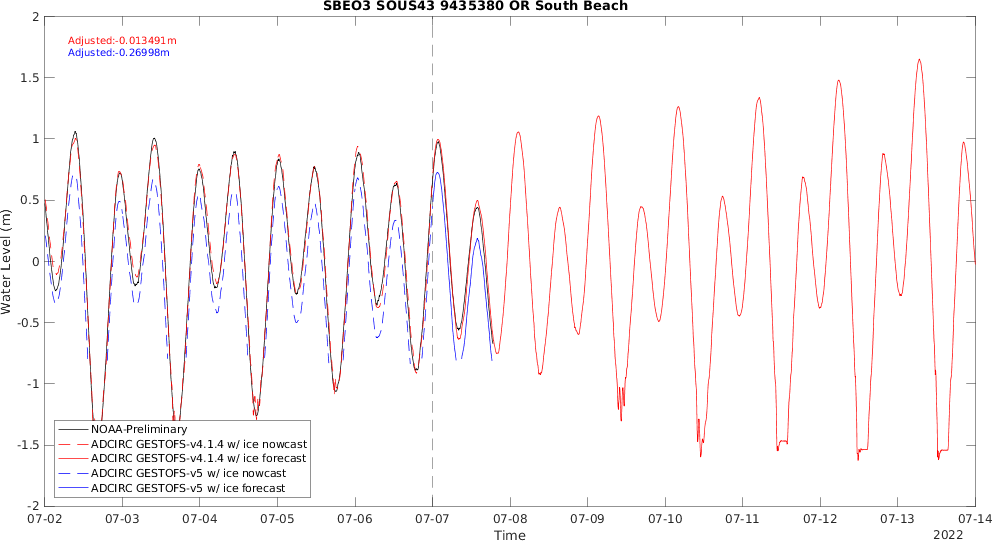 SBEO3 SOUS43 9435380 OR South Beach
Adjusted:-0.013491m
Adjusted:-0.26998m
Water Level (m)
2
1.5
1
0.5
0
-0.5
-1
-1.5
-2
NOAA-Preliminary
ADCIRC GESTOFS-v4.1.4 w/ ice nowcast
ADCIRC GESTOFS-v4.1.4 w/ ice forecast
ADCIRC GESTOFS-v5 w/ ice nowcast
ADCIRC GESTOFS-v5 w/ ice forecast
07-02 07-03 07-04 07-05 07-06 07-07 07-08 07-09 07-10 07-11 07-12 07-13 07-14
Time
2022